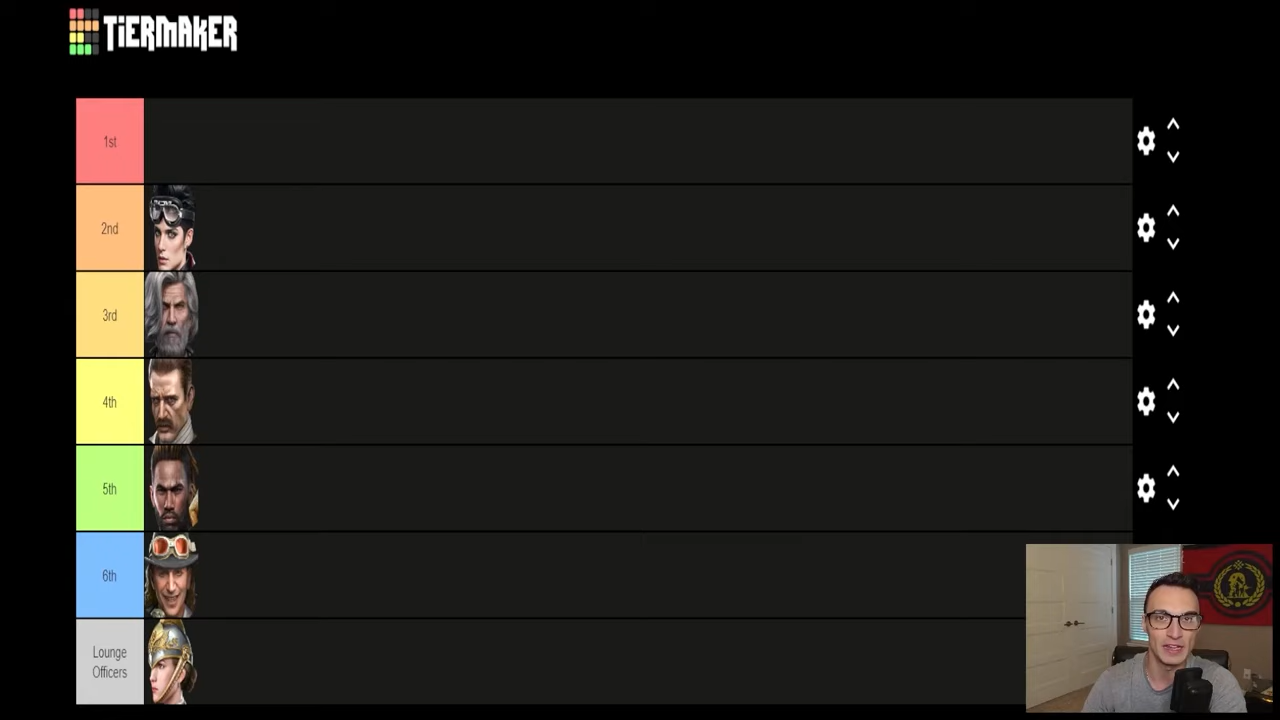 TIERMAKER
1st
2nd
3rd
4th
5th
6th
Lounge
Officers